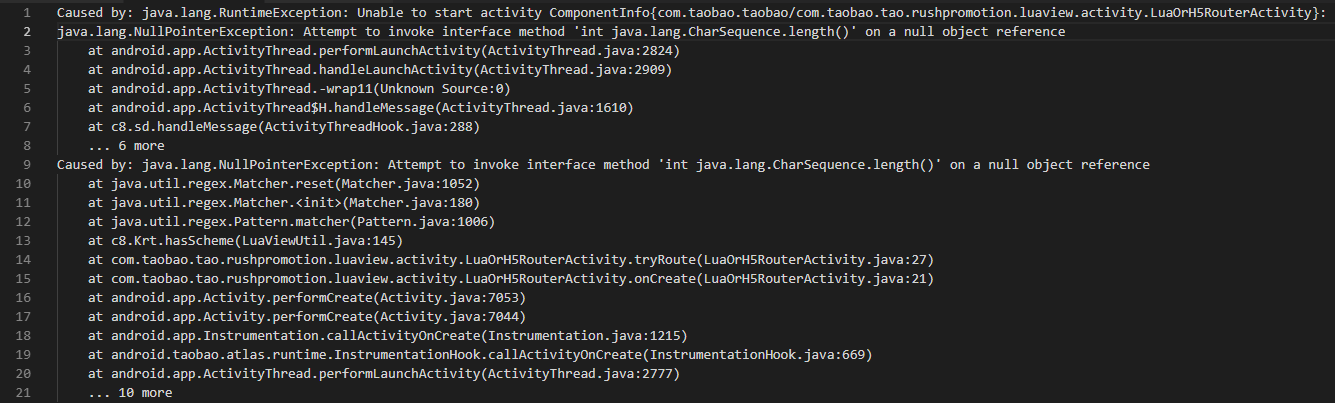 1 Caused by: java.lang.RuntimeException: Unable to start activity ComponentInfo{com.taobao.taobao/com.taobao.tao.rushpromotion.luaview.activity.LuaOrH5RouterActivity}:
2 java.lang.NullPointerException: Attempt to invoke interface method 'int java.lang.CharSequence.length()' on a null object reference
3 at android.app.ActivityThread.performLaunchActivity(ActivityThread.java:2824)
4 at android.app.ActivityThread.handleLaunchActivity(ActivityThread.java:2909)
5 at android.app.ActivityThread.-wrap11(Unknown Source:0)
6 at android.app.ActivityThread$H.handleMessage(ActivityThread.java:1610)
7 at c8.sd.handleMessage(ActivityThreadHook.java:288)
8 ... 6 more
9 Caused by: java.lang.NullPointerException: Attempt to invoke interface method 'int java.lang.CharSequence.length()' on a null object reference
10 at java.util.regex.Matcher.reset(Matcher.java:1052)
11 at java.util.regex.Matcher.<init>(Matcher.java:180)
12 at java.util.regex.Pattern.matcher(Pattern.java:1006)
13 at c8.Krt.hasScheme(LuaViewUtil.java:145)
14 at com.taobao.tao.rushpromotion.luaview.activity.LuaOrH5RouterActivity.tryRoute(LuaOrH5RouterActivity.java:27)
15 at com.taobao.tao.rushpromotion.luaview.activity.LuaOrH5RouterActivity.onCreate(LuaOrH5RouterActivity.java:21)
16 at android.app.Activity.performCreate(Activity.java:7053)
17 at android.app.Activity.performCreate(Activity.java:7044)
18 at android.app.Instrumentation.callActivityOnCreate(Instrumentation.java:1215)
19 at android.taobao.atlas.runtime.InstrumentationHook.callActivityOnCreate(InstrumentationHook.java:669)
20 at android.app.ActivityThread.performLaunchActivity(ActivityThread.java:2777)
21 ... 10 more